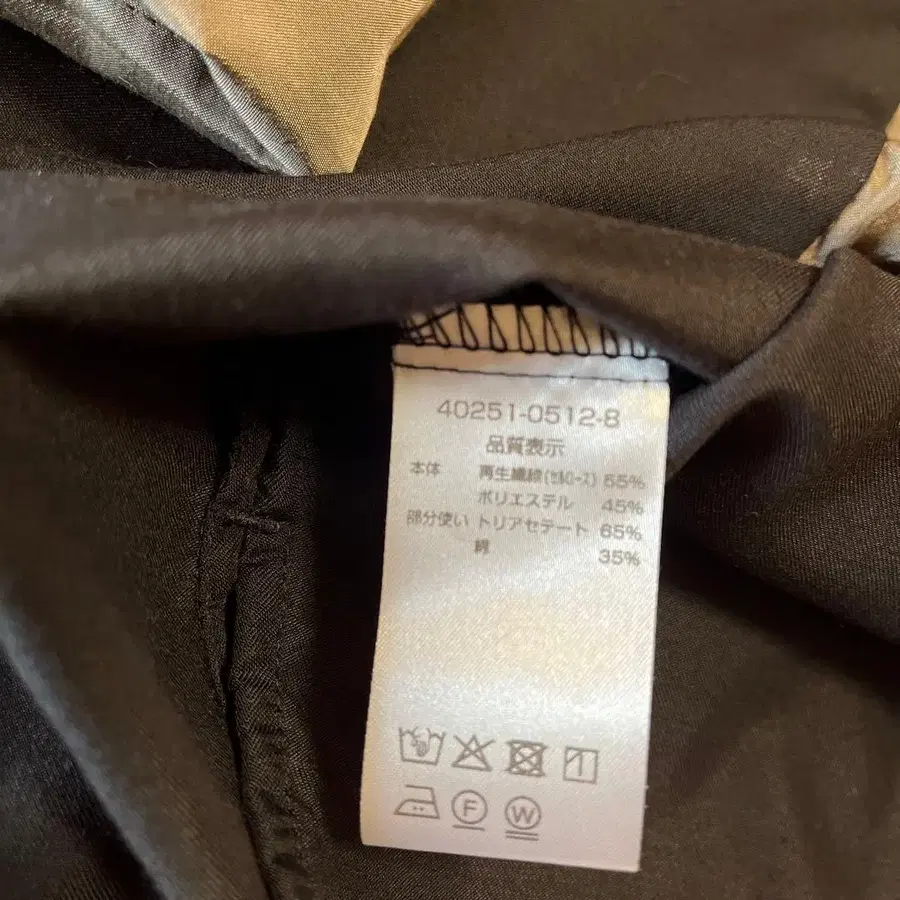 40251-0512-8
品質表示
本体 再生繊維(セルロース) 55%
ポリエステル 45%
部分使い トリアセテート 65%
綿 35%
F
W